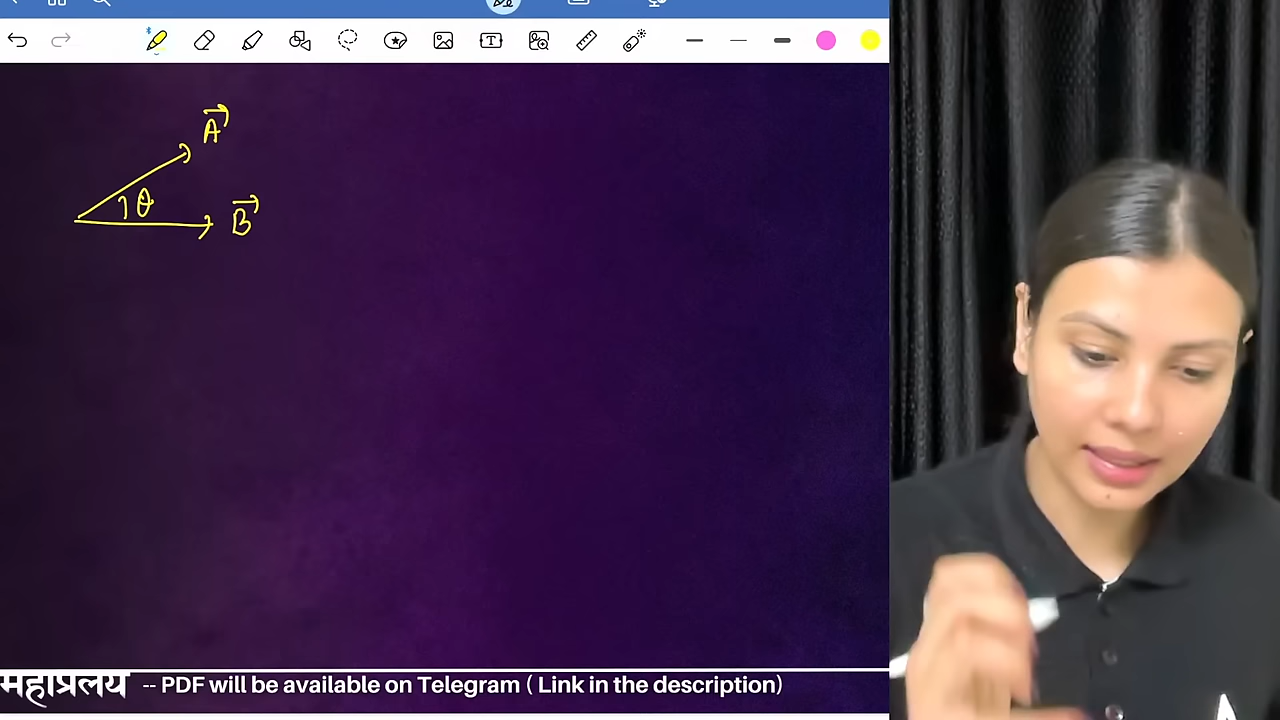 A⃗
θ
B⃗
महाप्रलय -- PDF will be available on Telegram ( Link in the description)